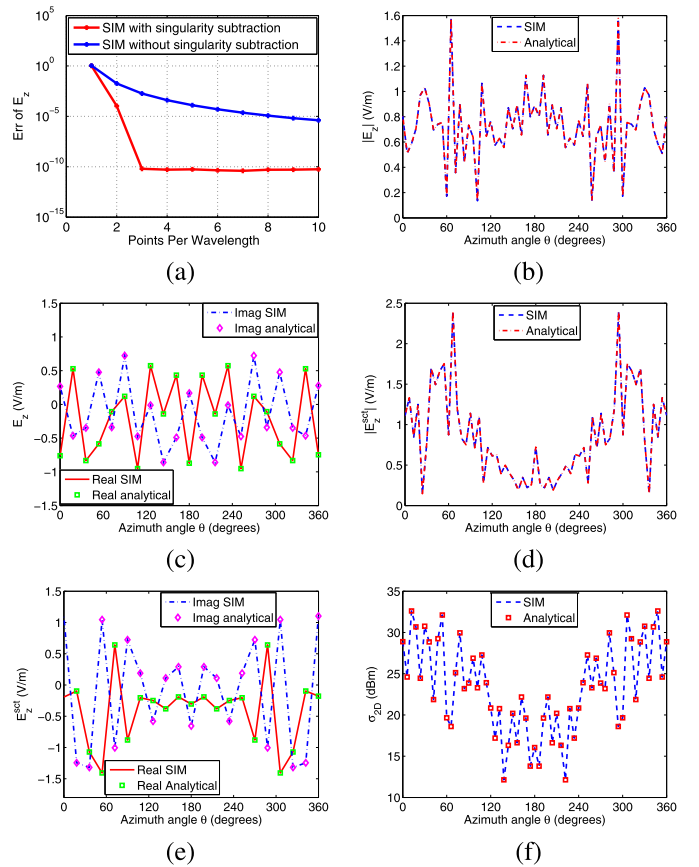 10^5
10^0
10^-5
10^-10
10^-15
Err of E_z
SIM with singularity subtraction
SIM without singularity subtraction
0 2 4 6 8 10
Points Per Wavelength
(a)
1.6
1.4
1.2
1
0.8
0.6
0.4
0.2
0
|E_z| (V/m)
SIM
Analytical
0 60 120 180 240 300 360
Azimuth angle θ (degrees)
(b)
1.5
1
0.5
0
−0.5
−1
−1.5
E_z (V/m)
Imag SIM
Imag analytical
Real SIM
Real analytical
0 60 120 180 240 300 360
Azimuth angle θ (degrees)
(c)
2.5
2
1.5
1
0.5
0
|E_z^sct| (V/m)
SIM
Analytical
0 60 120 180 240 300 360
Azimuth angle θ (degrees)
(d)
1.5
1
0.5
0
−0.5
−1
−1.5
E_z^sct (V/m)
Imag SIM
Imag analytical
Real SIM
Real Analytical
0 60 120 180 240 300 360
Azimuth angle θ (degrees)
(e)
35
30
25
20
15
10
σ_2D (dBm)
SIM
Analytical
0 60 120 180 240 300 360
Azimuth angle θ (degrees)
(f)